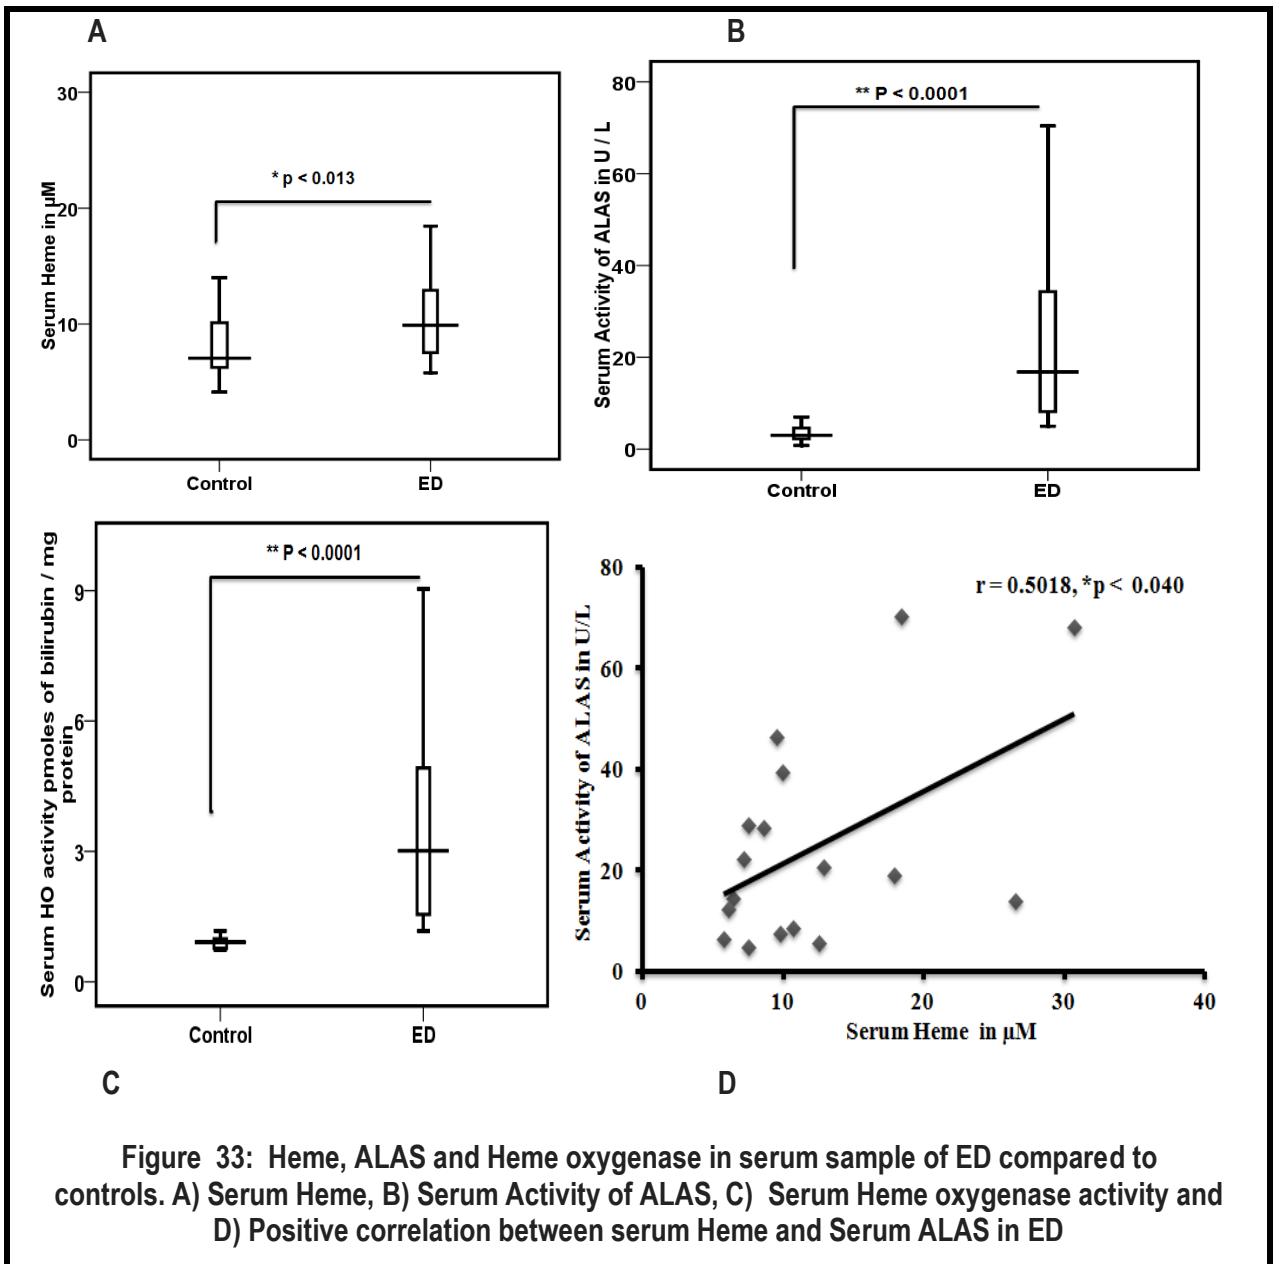 A
B
30
20
10
0
Serum Heme in µM
* p < 0.013
Control
ED
80
60
40
20
0
Serum Activity of ALAS in U / L
** P < 0.0001
Control
ED
9
6
3
0
Serum HO activity pmoles of bilirubin / mg
protein
** P < 0.0001
Control
ED
80
60
40
20
0
Serum Activity of ALAS in U/L
r = 0.5018, *p < 0.040
0
10
20
30
40
Serum Heme in µM
C
D
Figure 33: Heme, ALAS and Heme oxygenase in serum sample of ED compared to
controls. A) Serum Heme, B) Serum Activity of ALAS, C) Serum Heme oxygenase activity and
D) Positive correlation between serum Heme and Serum ALAS in ED